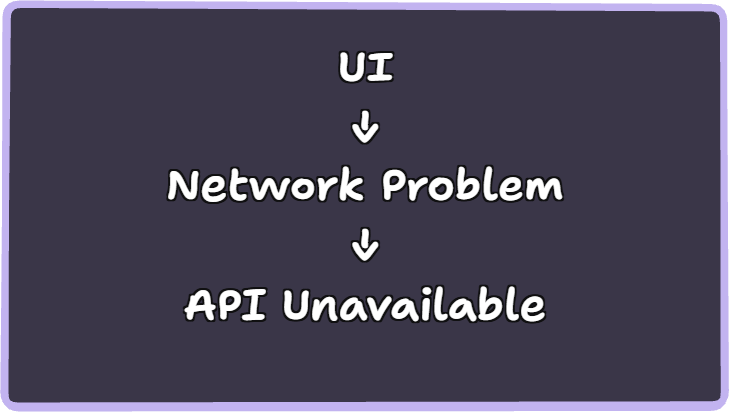 UI
↓
Network Problem
↓
API Unavailable